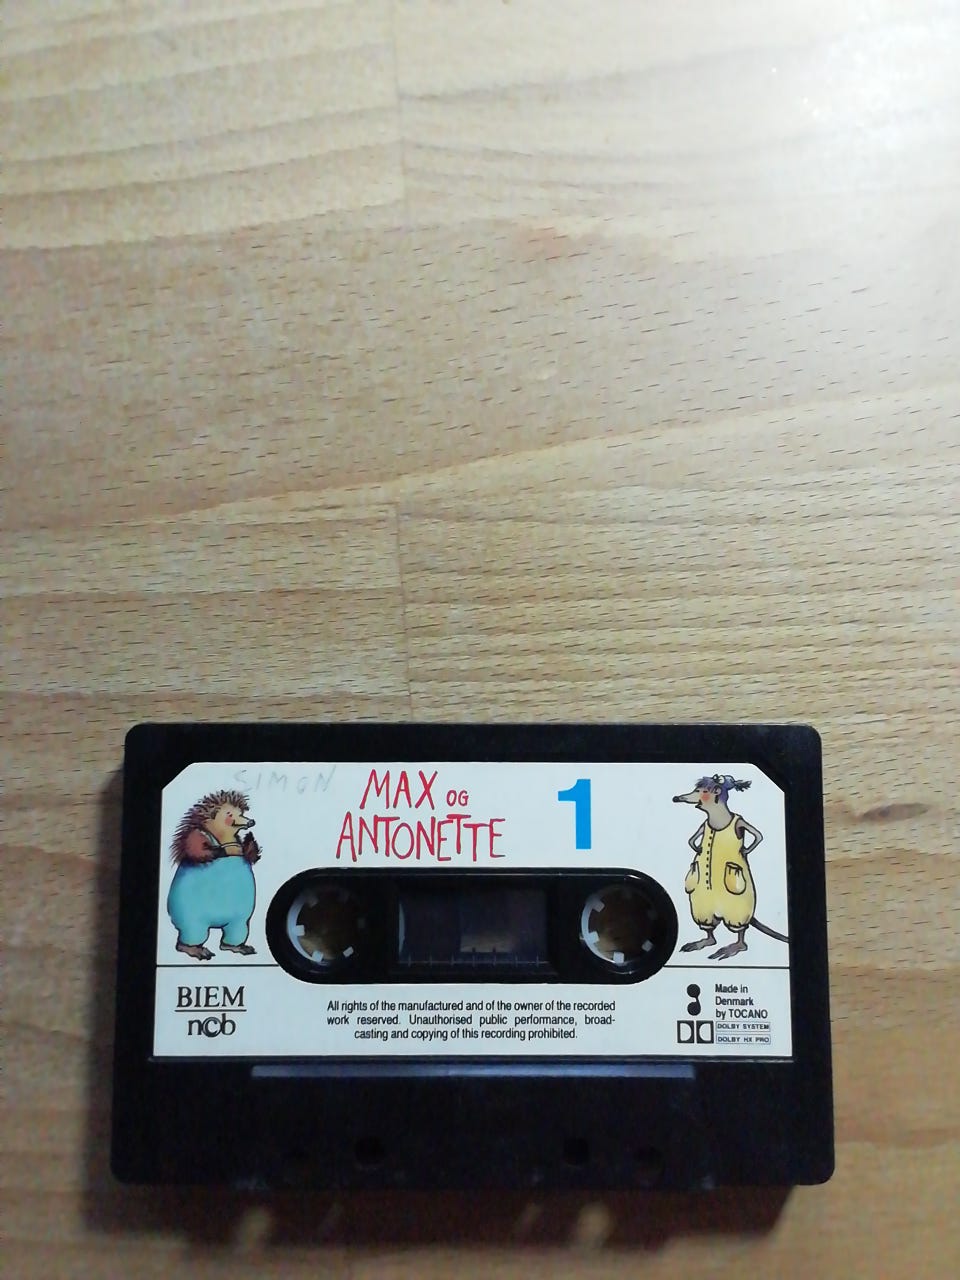 SIMON
MAX OG
ANTONETTE
1
BIEM
ncb
All rights of the manufactured and of the owner of the recorded
work reserved. Unauthorised public performance, broad-
casting and copying of this recording prohibited.
Made in
Denmark
by TOCANO
DOLBY SYSTEM
DOLBY HX PRO